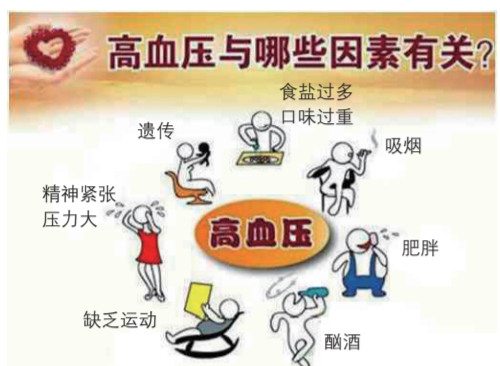 高血压与哪些因素有关?
食盐过多
口味过重
遗传
吸烟
精神紧张
压力大
高血压
肥胖
缺乏运动
酗酒